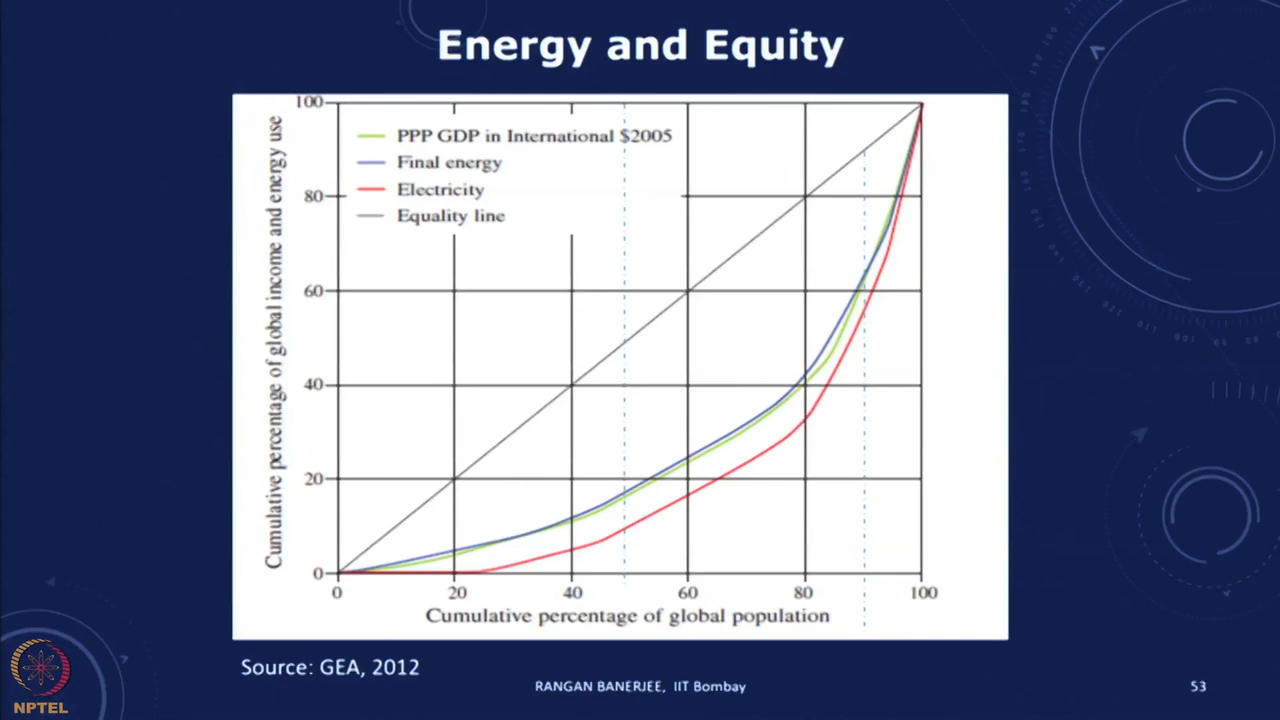 Energy and Equity
Cumulative percentage of global income and energy use
100
80
60
40
20
0
PPP GDP in International $2005
Final energy
Electricity
Equality line
0 20 40 60 80 100
Cumulative percentage of global population
Source: GEA, 2012
RANGAN BANERJEE, IIT Bombay
53
NPTEL